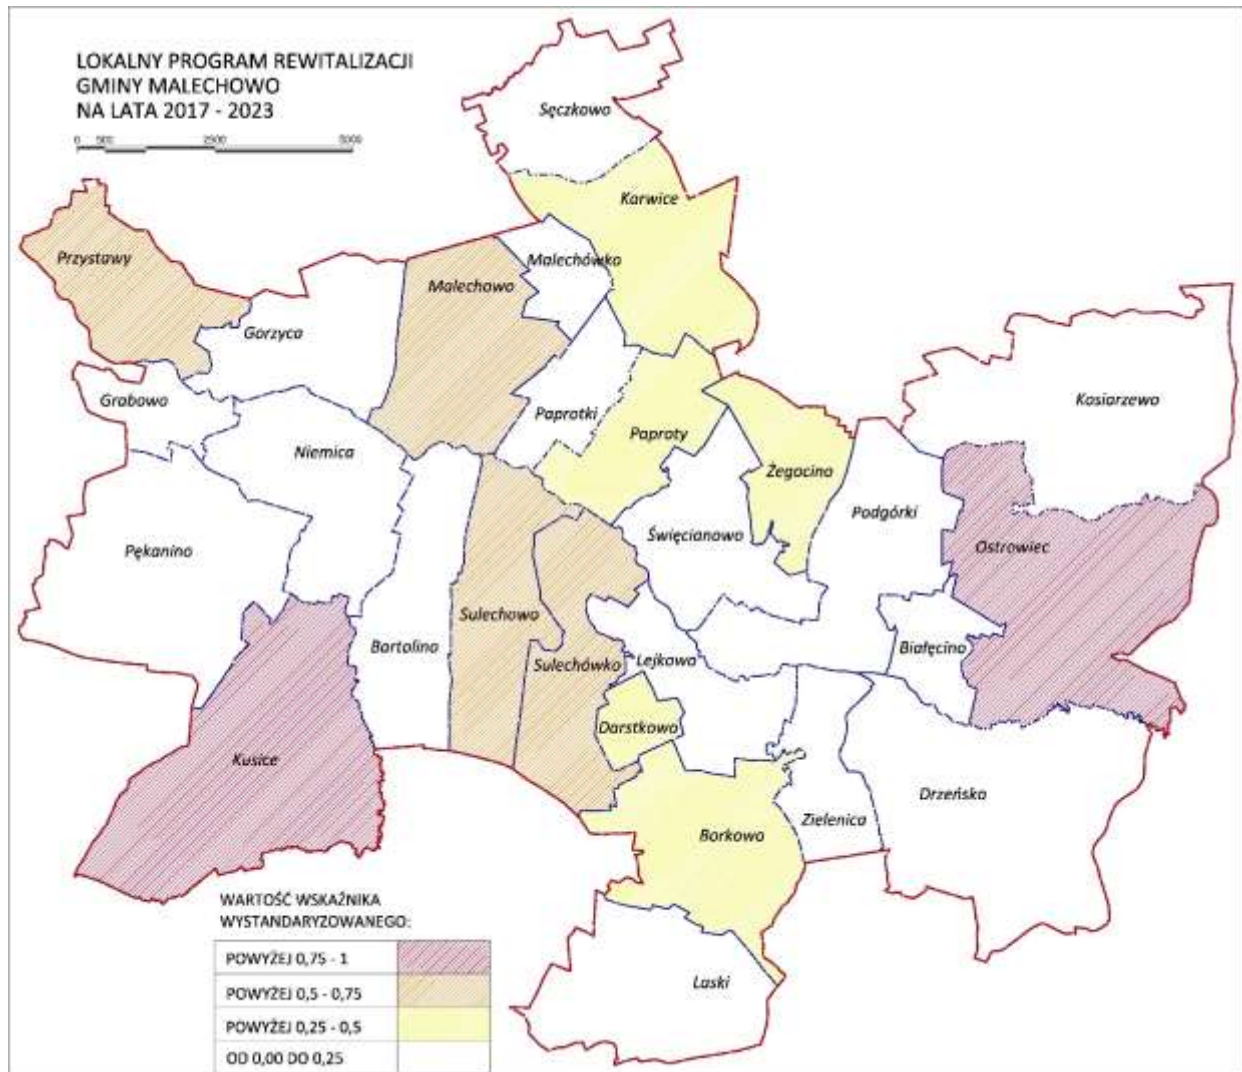 LOKALNY PROGRAM REWITALIZACJI
GMINY MALECHOWO
NA LATA 2017 - 2023
0 500 2500 5000
Sęczkowo
Karwice
Przystawy
Malechówko
Malechowo
Gorzyca
Grabowo
Paprotki
Kosiarzewo
Paproty
Niemica
Żegocino
Podgórki
Święcianowo
Ostrowiec
Pękanino
Sulechowo
Bartolino
Sulechówko
Lejkowo
Białęcino
Darstkowo
Kusice
Drzeńska
Zielenica
Borkowo
Laski
WARTOŚĆ WSKAŹNIKA
WYSTANDARYZOWANEGO:
POWYŻEJ 0,75 - 1
POWYŻEJ 0,5 - 0,75
POWYŻEJ 0,25 - 0,5
OD 0,00 DO 0,25